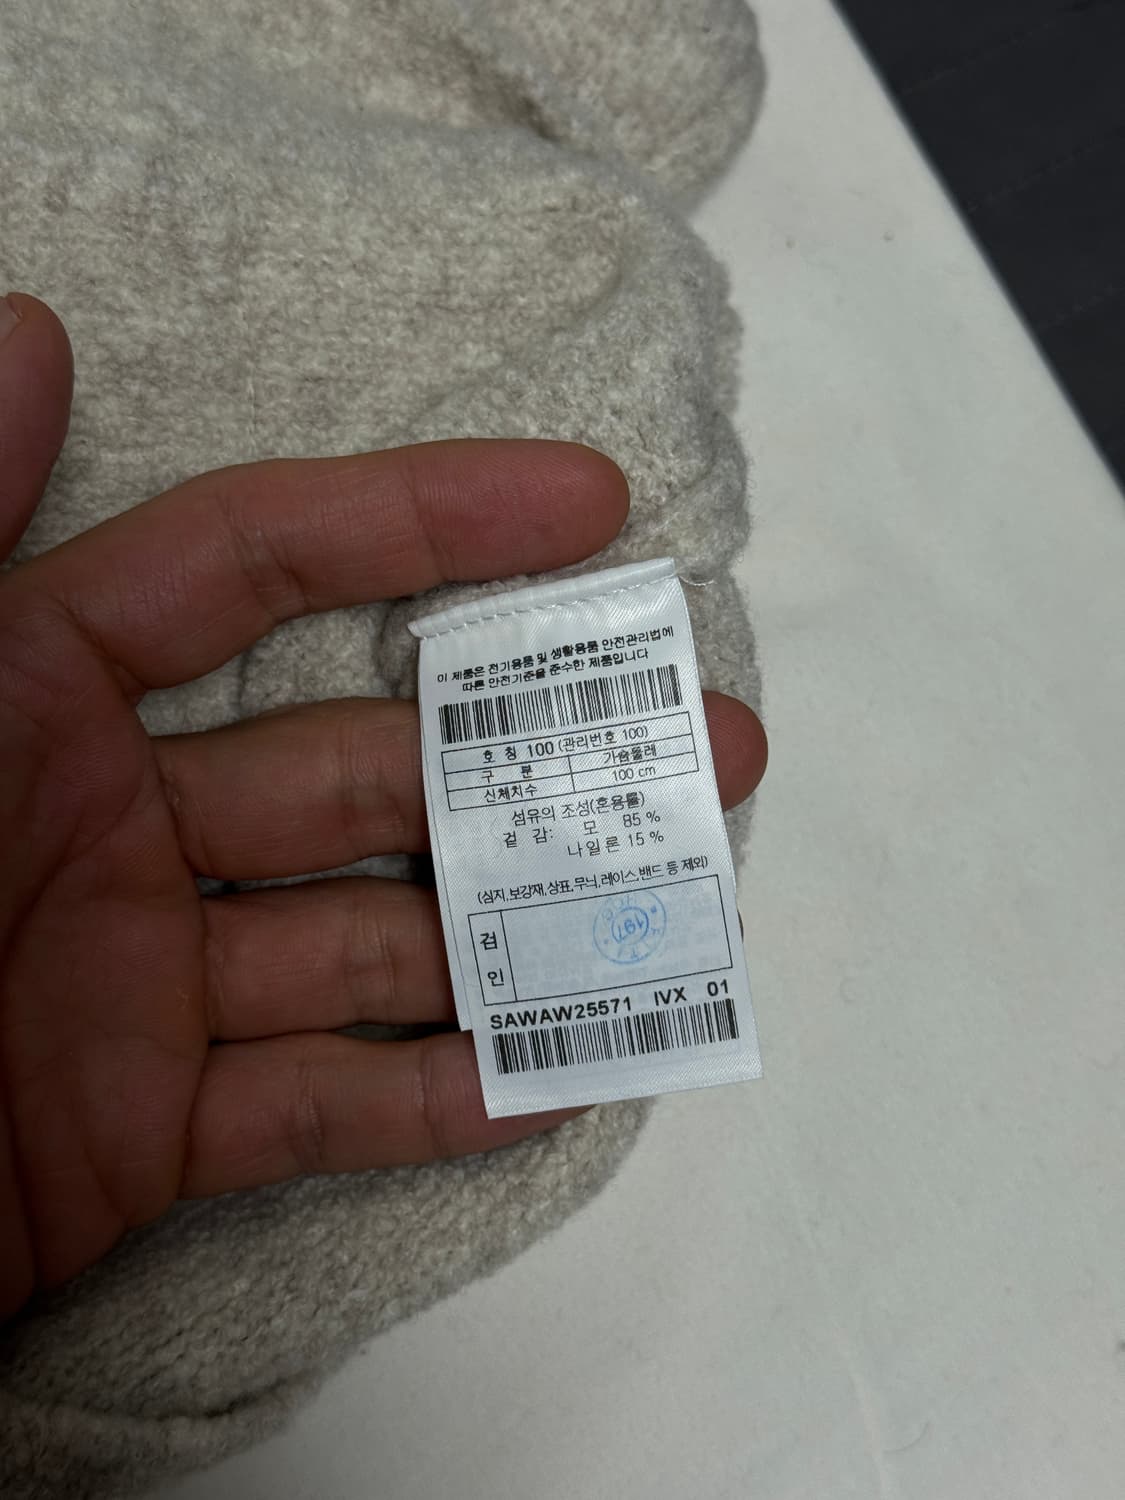 이 제품은 전기용품 및 생활용품 안전관리법에
따른 안전기준을 준수한 제품입니다
호 칭 100 (관리번호 100)
구 분 가슴둘레
신체치수 100 cm
섬유의 조성(혼용률)
겉 감: 모 85 %
나일론 15 %
(심지,보강재,상표,무늬,레이스,밴드 등 제외)
검
인
197
SAWAW25571 IVX 01